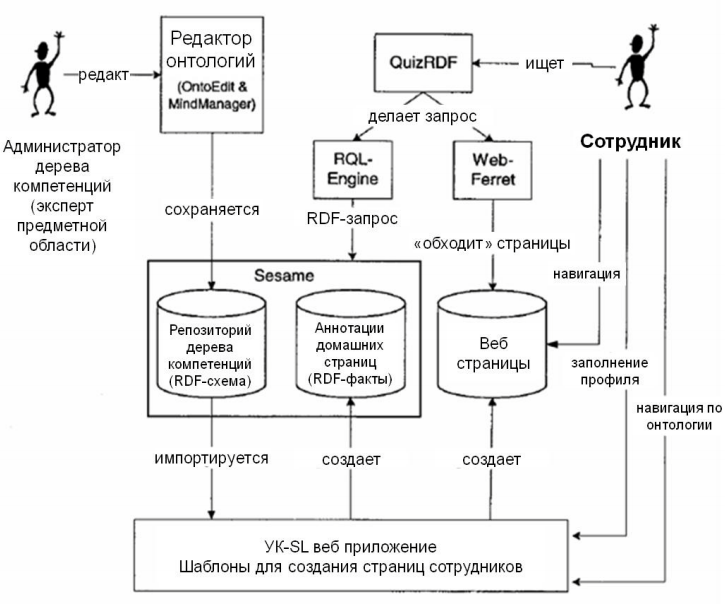 Редактор
онтологий
(OntoEdit &
MindManager)
QuizRDF
редакт
ищет
делает запрос
Администратор
дерева
компетенций
(эксперт
предметной
области)
Сотрудник
RQL-
Engine
Web-
Ferret
сохраняется
RDF-запрос
«обходит» страницы
Sesame
навигация
Репозиторий
дерева
компетенций
(RDF-схема)
Аннотации
домашних
страниц
(RDF-факты)
Веб
страницы
заполнение
профиля
навигация по
онтологии
импортируется
создает
создает
УК-SL веб приложение
Шаблоны для создания страниц сотрудников